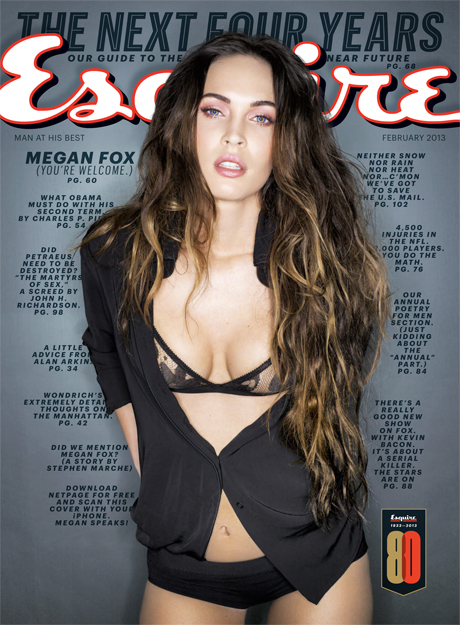 THE NEXT FOUR YEARS
OUR GUIDE TO THE NEAR FUTURE
PG. 68
Esquire
MAN AT HIS BEST
FEBRUARY 2013
MEGAN FOX
(YOU'RE WELCOME.)
PG. 60
WHAT OBAMA
MUST DO WITH HIS
SECOND TERM,
BY CHARLES P. PI
PG. 54
DID
PETRAEUS
NEED TO BE
DESTROYED?
"THE MARTYRS
OF SEX,"
A SCREED BY
JOHN H.
RICHARDSON.
PG. 98
A LITTLE
ADVICE FROM
ALAN ARKIN
PG. 34
WONDRICH'S
EXTREMELY DETAI
THOUGHTS ON
THE MANHATTAN.
PG. 42
DID WE MENTION
MEGAN FOX?
(A STORY BY
STEPHEN MARCHE)
DOWNLOAD
NETPAGE FOR FREE
AND SCAN THIS
COVER WITH YOUR
iPHONE.
MEGAN SPEAKS!
NEITHER SNOW
NOR RAIN
NOR HEAT
NOR...C'MON
WE'VE GOT
TO SAVE
THE U.S. MAIL.
PG. 102
4,500
INJURIES IN
THE NFL.
,000 PLAYERS.
YOU DO THE
MATH.
PG. 76
OUR
ANNUAL
POETRY
FOR MEN
SECTION.
(JUST
KIDDING
ABOUT
THE
"ANNUAL"
PART.)
PG. 84
THERE'S A
REALLY
GOOD NEW
SHOW
ON FOX.
WITH KEVIN
BACON.
IT'S ABOUT
A SERIAL
KILLER.
THE STARS
ARE ON
PG. 88
Esquire
1933–2013
80